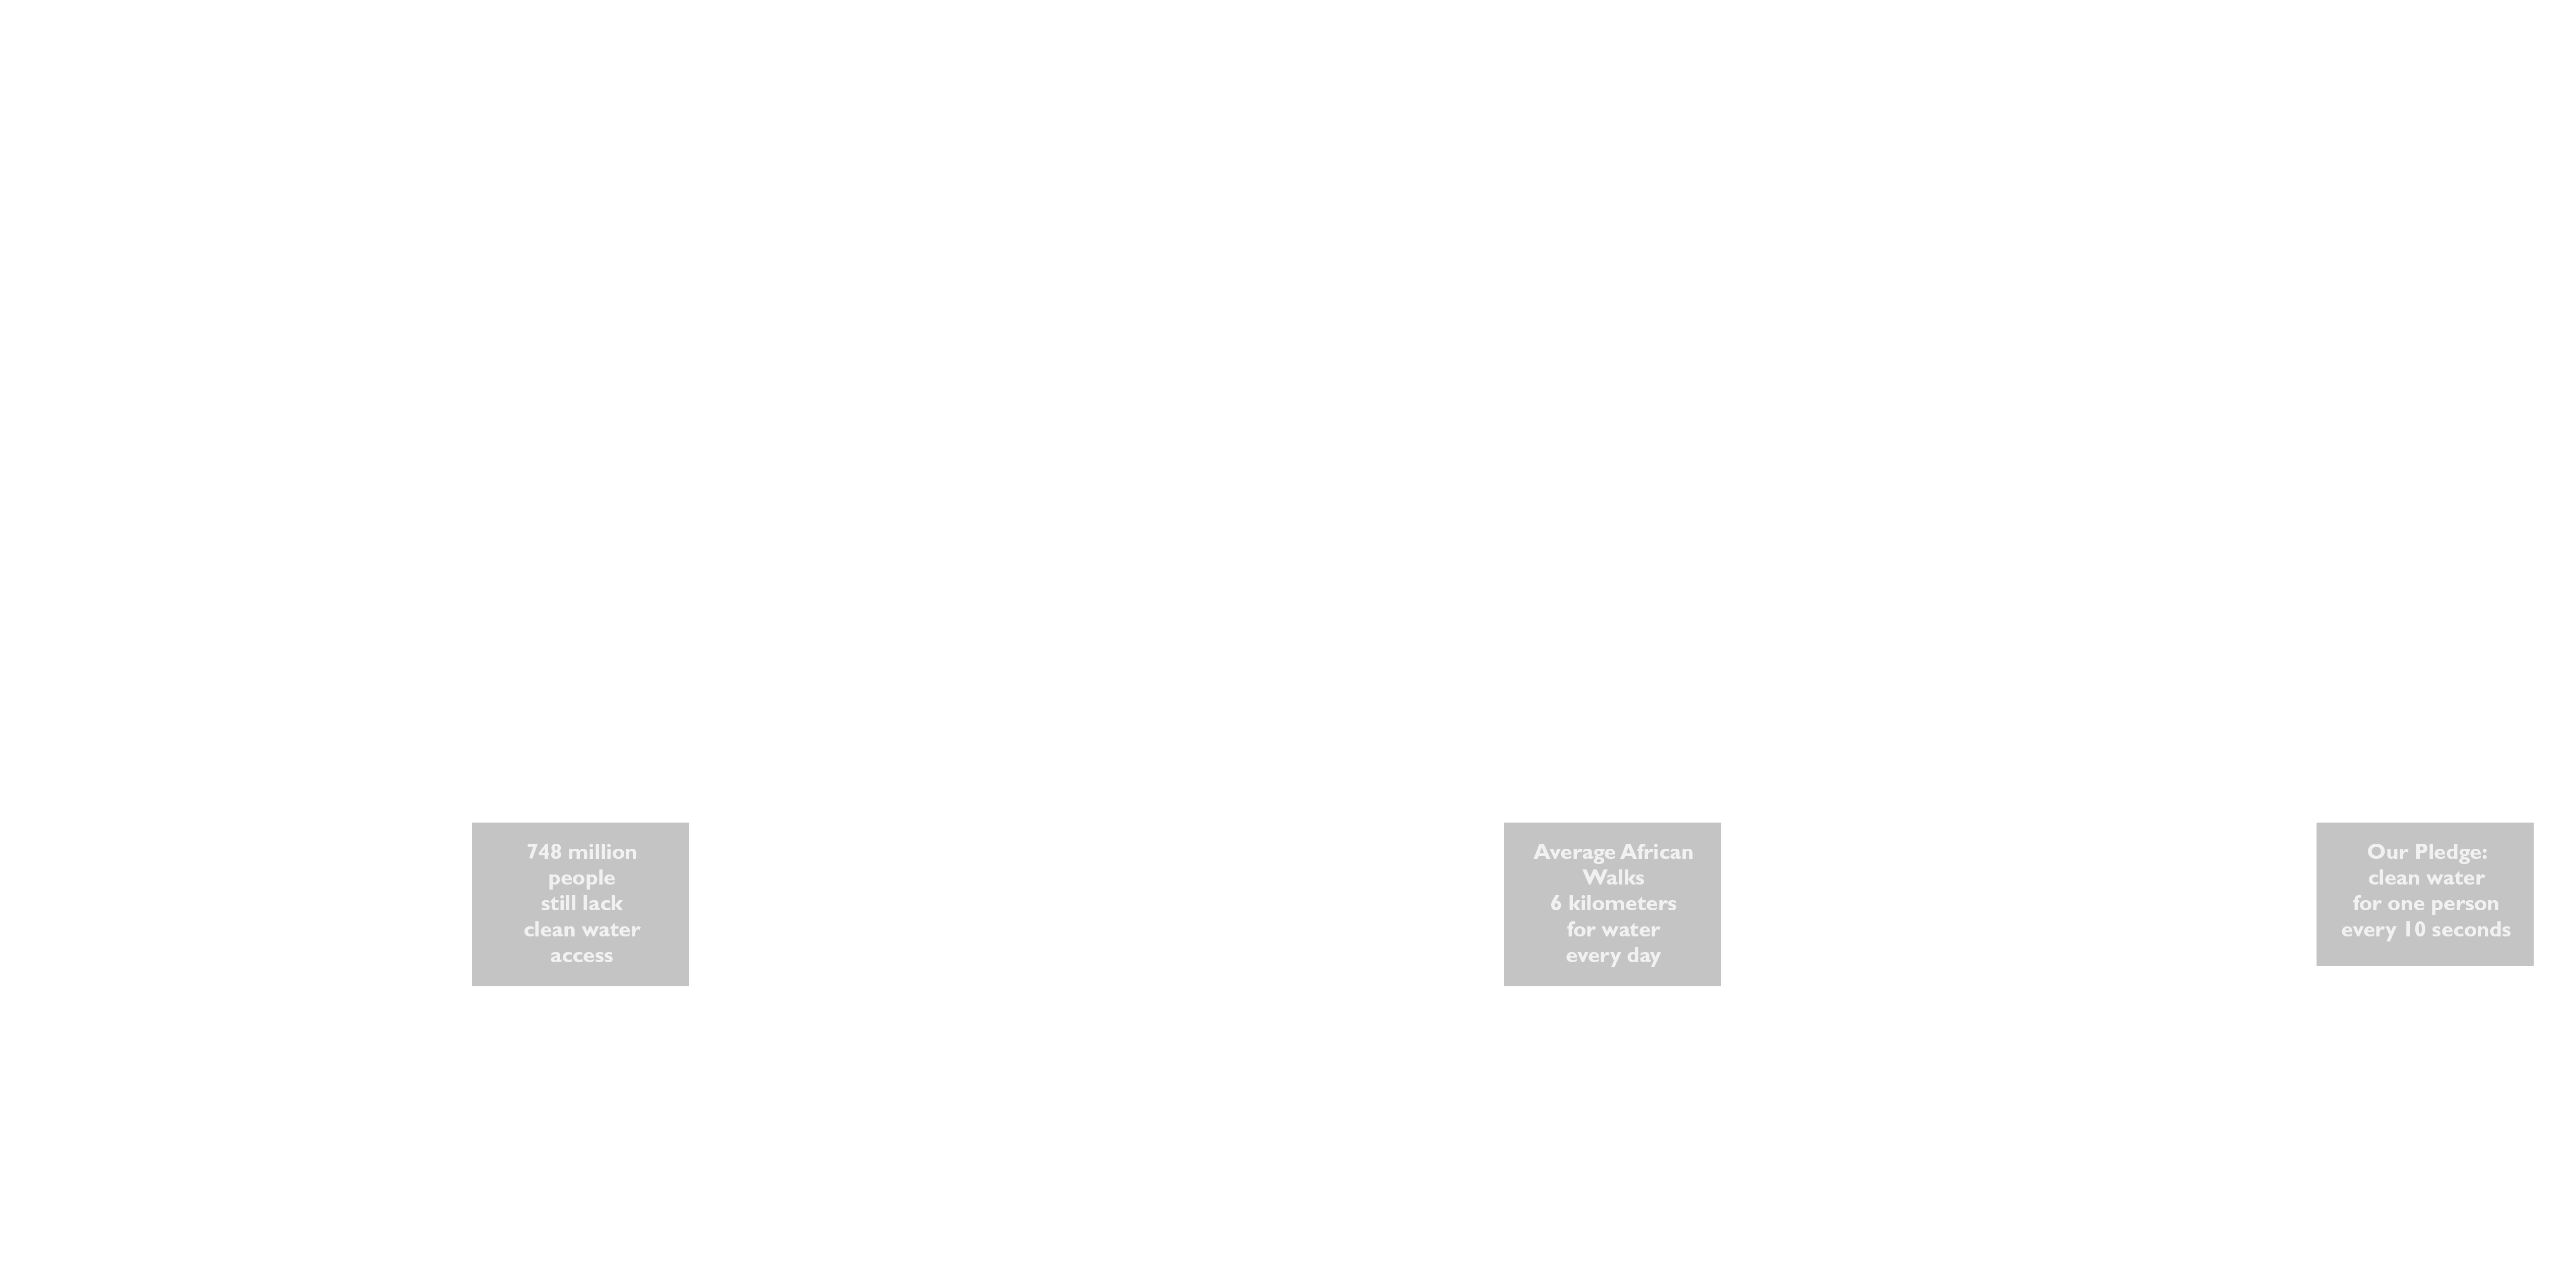 748 million
people
still lack
clean water
access
Average African
Walks
6 kilometers
for water
every day
Our Pledge:
clean water
for one person
every 10 seconds